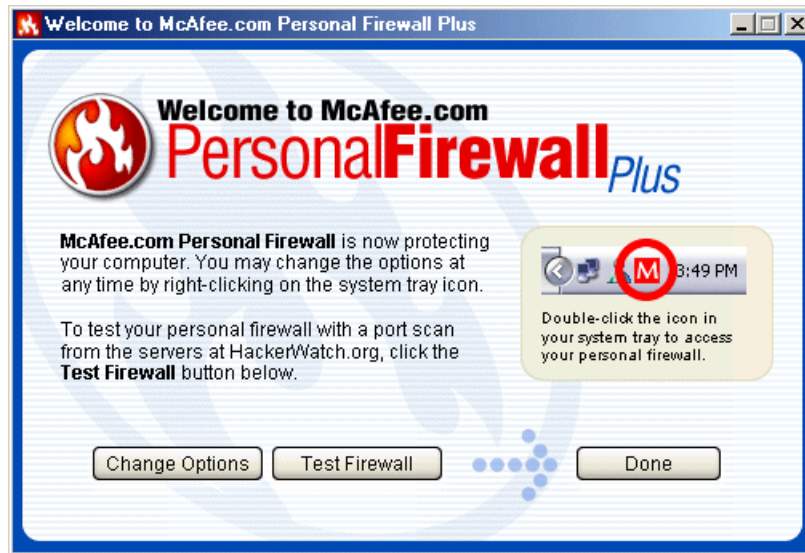 Welcome to McAfee.com Personal Firewall Plus
Welcome to McAfee.com
PersonalFirewall Plus
McAfee.com Personal Firewall is now protecting
your computer. You may change the options at
any time by right-clicking on the system tray icon.
To test your personal firewall with a port scan
from the servers at HackerWatch.org, click the
Test Firewall button below.
M 3:49 PM
Double-click the icon in
your system tray to access
your personal firewall.
Change Options
Test Firewall
Done